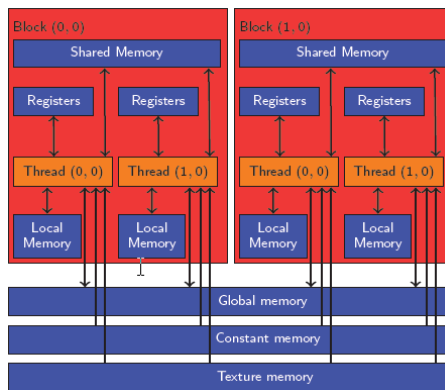 Block (0, 0)
Shared Memory
Registers
Registers
Thread (0, 0)
Thread (1, 0)
Local
Memory
Local
Memory
Block (1, 0)
Shared Memory
Registers
Registers
Thread (0, 0)
Thread (1, 0)
Local
Memory
Local
Memory
Global memory
Constant memory
Texture memory